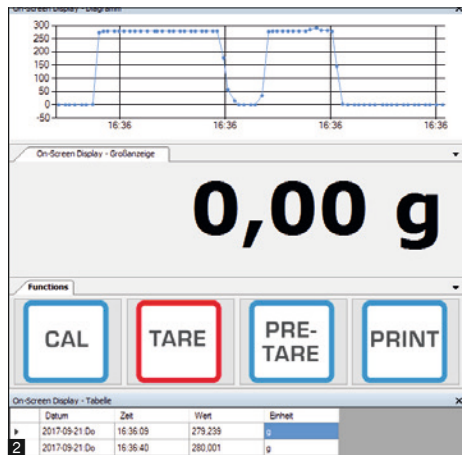 On-Screen Display - Diagramm
300
250
200
150
100
50
0
-50
16:36 16:36 16:36 16:36
On-Screen Display - Großanzeige
0,00 g
Functions
CAL TARE PRE-TARE PRINT
On-Screen Display - Tabelle
Datum Zeit Wert Einheit
2017-09-21:Do 16:36:09 279,239 g
2017-09-21:Do 16:36:40 280,001 g
2